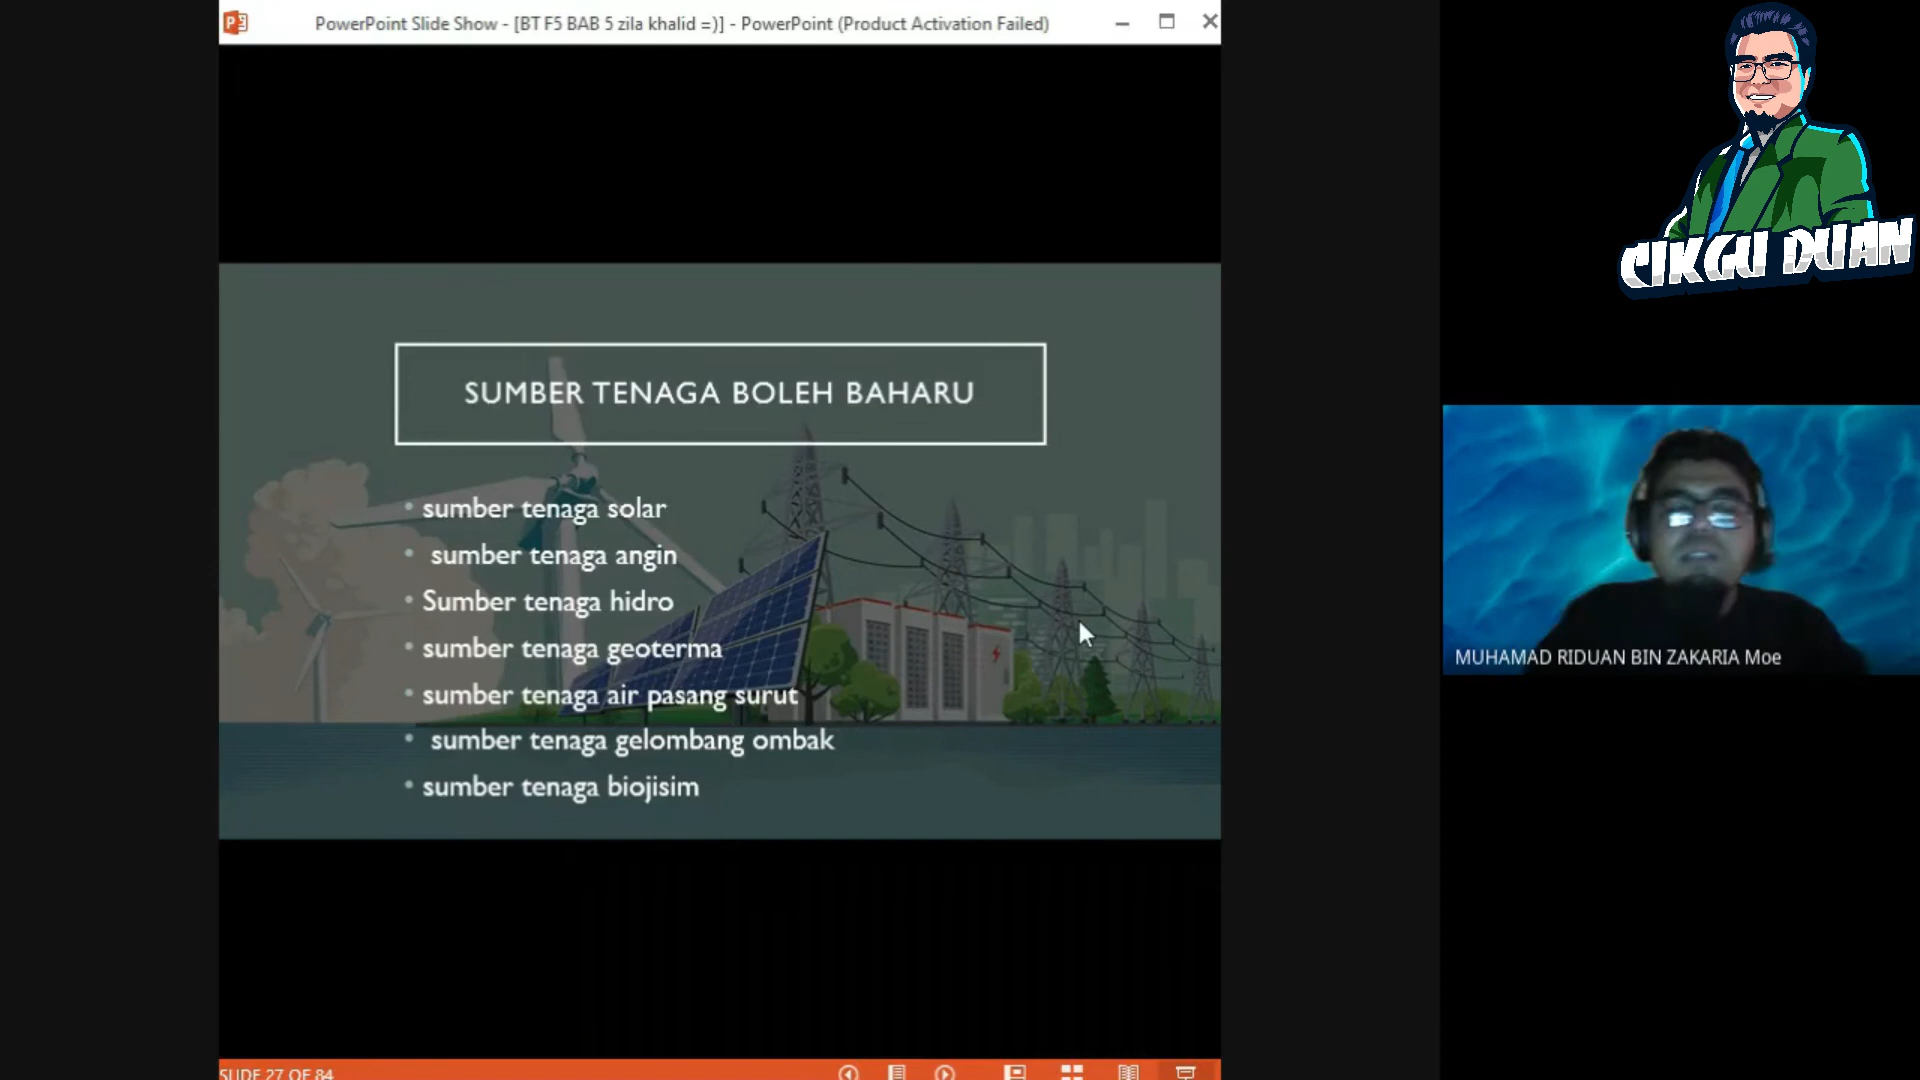 PowerPoint Slide Show - [BT F5 BAB 5 zila khalid =)] - PowerPoint (Product Activation Failed)
CIKGU DUAN
SUMBER TENAGA BOLEH BAHARU
• sumber tenaga solar
• sumber tenaga angin
• Sumber tenaga hidro
• sumber tenaga geoterma
• sumber tenaga air pasang surut
• sumber tenaga gelombang ombak
• sumber tenaga biojisim
MUHAMAD RIDUAN BIN ZAKARIA Moe
SLIDE 27 OF 84